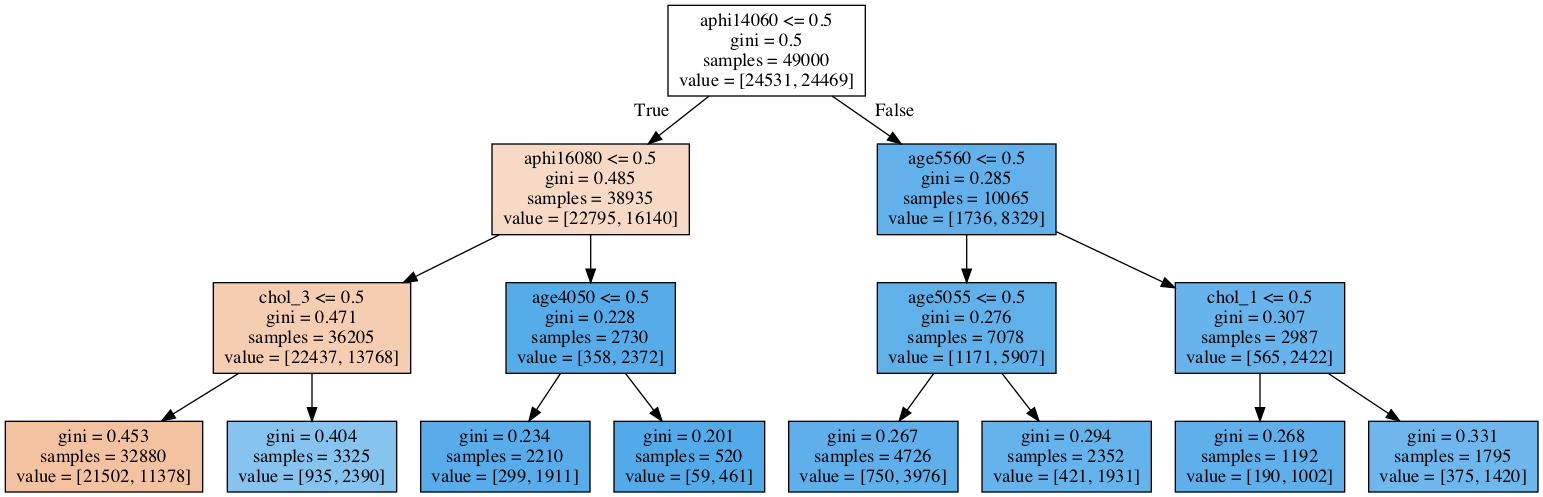 aphi14060 <= 0.5
gini = 0.5
samples = 49000
value = [24531, 24469]
True
False
aphi16080 <= 0.5
gini = 0.485
samples = 38935
value = [22795, 16140]
age5560 <= 0.5
gini = 0.285
samples = 10065
value = [1736, 8329]
chol_3 <= 0.5
gini = 0.471
samples = 36205
value = [22437, 13768]
age4050 <= 0.5
gini = 0.228
samples = 2730
value = [358, 2372]
age5055 <= 0.5
gini = 0.276
samples = 7078
value = [1171, 5907]
chol_1 <= 0.5
gini = 0.307
samples = 2987
value = [565, 2422]
gini = 0.453
samples = 32880
value = [21502, 11378]
gini = 0.404
samples = 3325
value = [935, 2390]
gini = 0.234
samples = 2210
value = [299, 1911]
gini = 0.201
samples = 520
value = [59, 461]
gini = 0.267
samples = 4726
value = [750, 3976]
gini = 0.294
samples = 2352
value = [421, 1931]
gini = 0.268
samples = 1192
value = [190, 1002]
gini = 0.331
samples = 1795
value = [375, 1420]